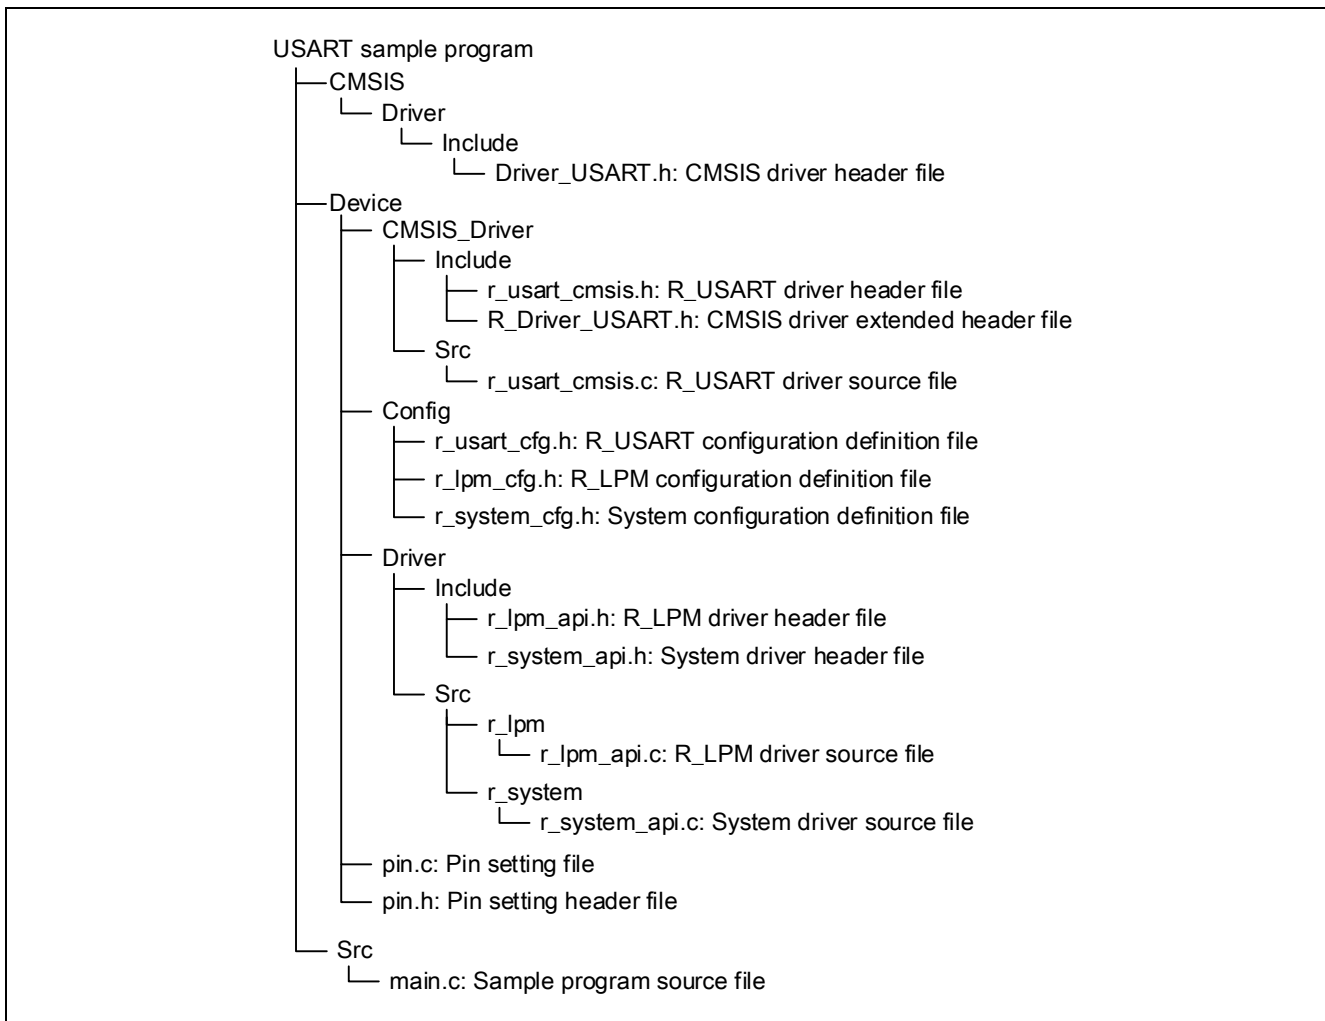 USART sample program
CMSIS
Driver
Include
Driver_USART.h: CMSIS driver header file
Device
CMSIS_Driver
Include
r_usart_cmsis.h: R_USART driver header file
R_Driver_USART.h: CMSIS driver extended header file
Src
r_usart_cmsis.c: R_USART driver source file
Config
r_usart_cfg.h: R_USART configuration definition file
r_lpm_cfg.h: R_LPM configuration definition file
r_system_cfg.h: System configuration definition file
Driver
Include
r_lpm_api.h: R_LPM driver header file
r_system_api.h: System driver header file
Src
r_lpm
r_lpm_api.c: R_LPM driver source file
r_system
r_system_api.c: System driver source file
pin.c: Pin setting file
pin.h: Pin setting header file
Src
main.c: Sample program source file